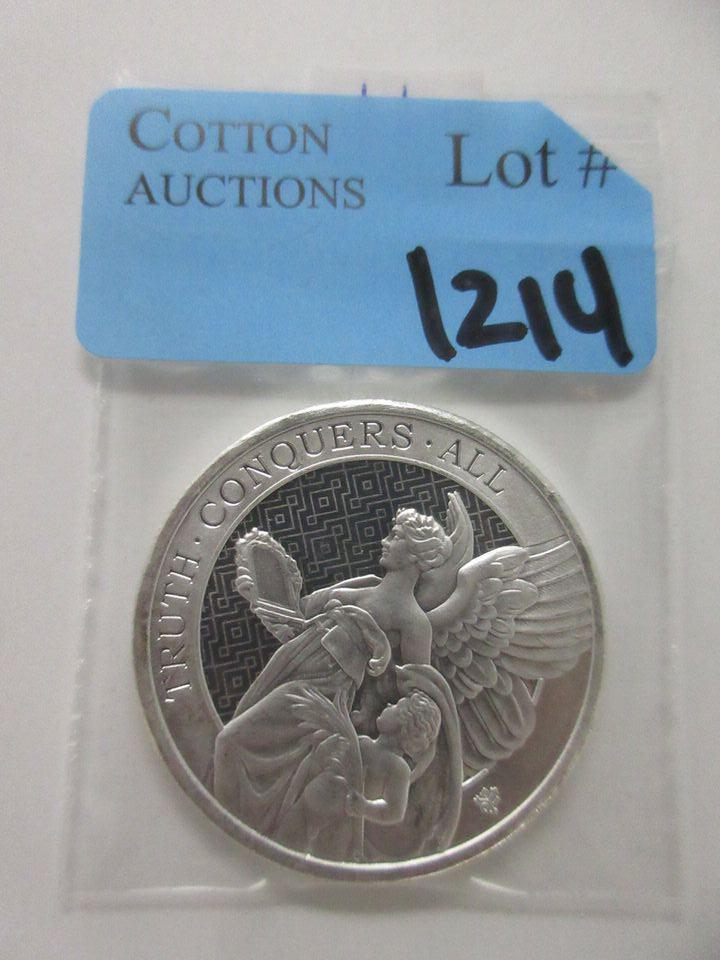 COTTON
AUCTIONS
Lot #
1214
TRUTH · CONQUERS · ALL